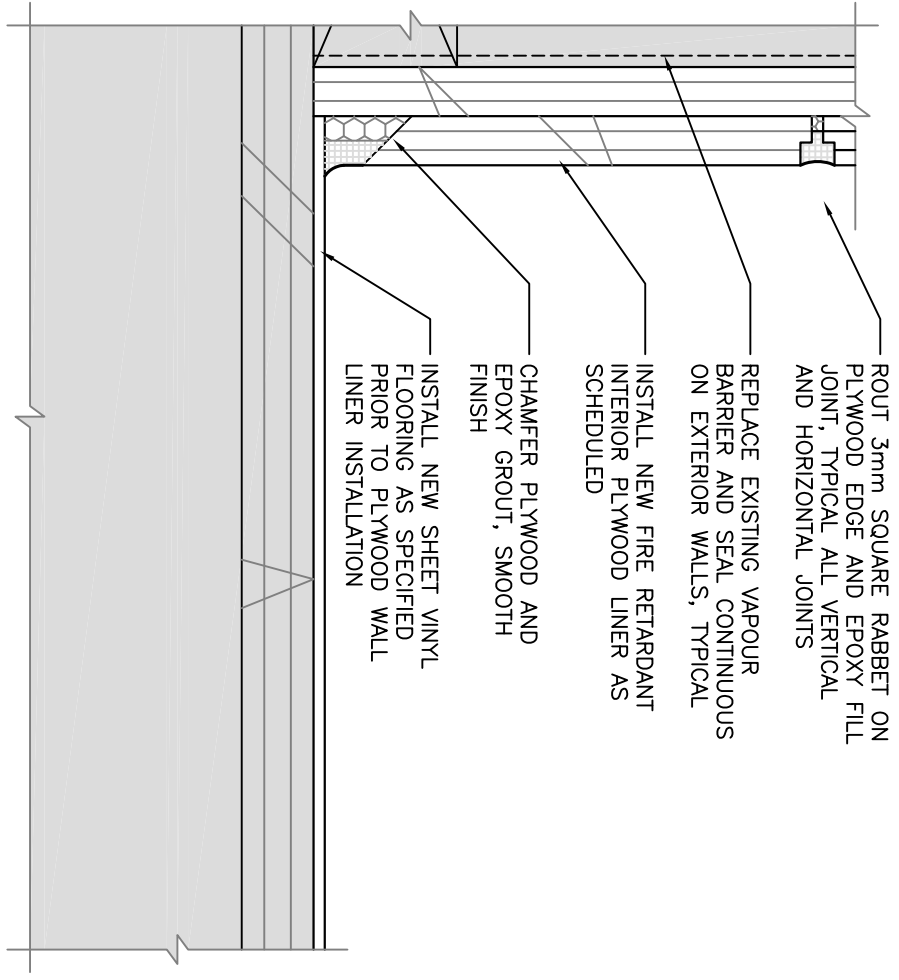 ROUT 3mm SQUARE RABBET ON
PLYWOOD EDGE AND EPOXY FILL
JOINT, TYPICAL ALL VERTICAL
AND HORIZONTAL JOINTS
REPLACE EXISTING VAPOUR
BARRIER AND SEAL CONTINUOUS
ON EXTERIOR WALLS, TYPICAL
INSTALL NEW FIRE RETARDANT
INTERIOR PLYWOOD LINER AS
SCHEDULED
CHAMFER PLYWOOD AND
EPOXY GROUT, SMOOTH
FINISH
INSTALL NEW SHEET VINYL
FLOORING AS SPECIFIED
PRIOR TO PLYWOOD WALL
LINER INSTALLATION